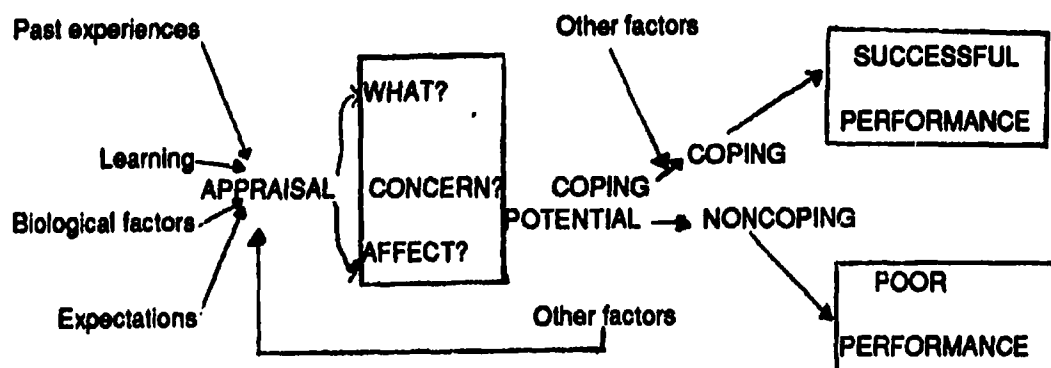 Past experiences
Other factors
SUCCESSFUL
PERFORMANCE
WHAT?
Learning
COPING
APPRAISAL
CONCERN?
COPING
Biological factors
POTENTIAL
NONCOPING
AFFECT?
POOR
Expectations
Other factors
PERFORMANCE